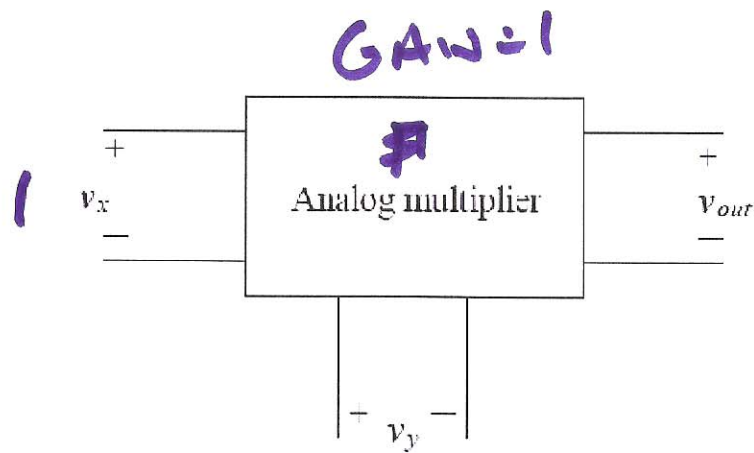 GAIN=1
+ +
1 vx Analog multiplier vout
— —
+ vy —